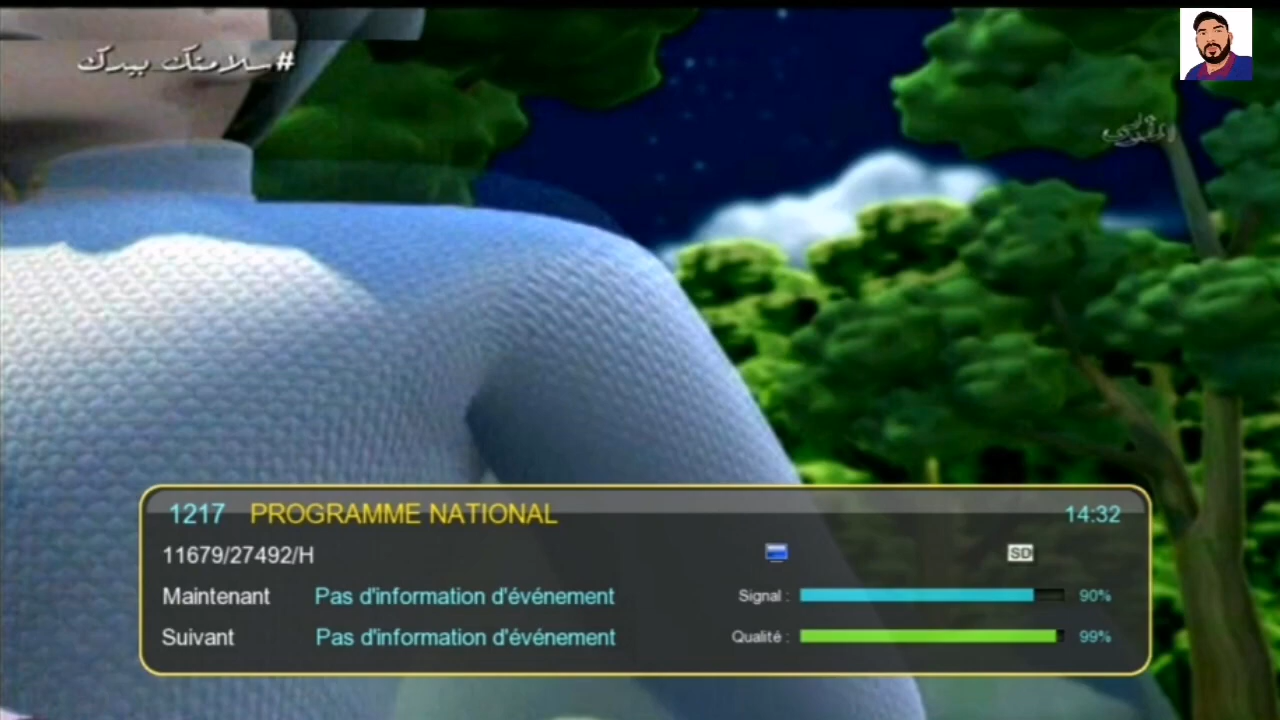 #سلامتك بيدك
1217 PROGRAMME NATIONAL 14:32
11679/27492/H SD
Maintenant Pas d'information d'événement Signal : 90%
Suivant Pas d'information d'événement Qualité : 99%